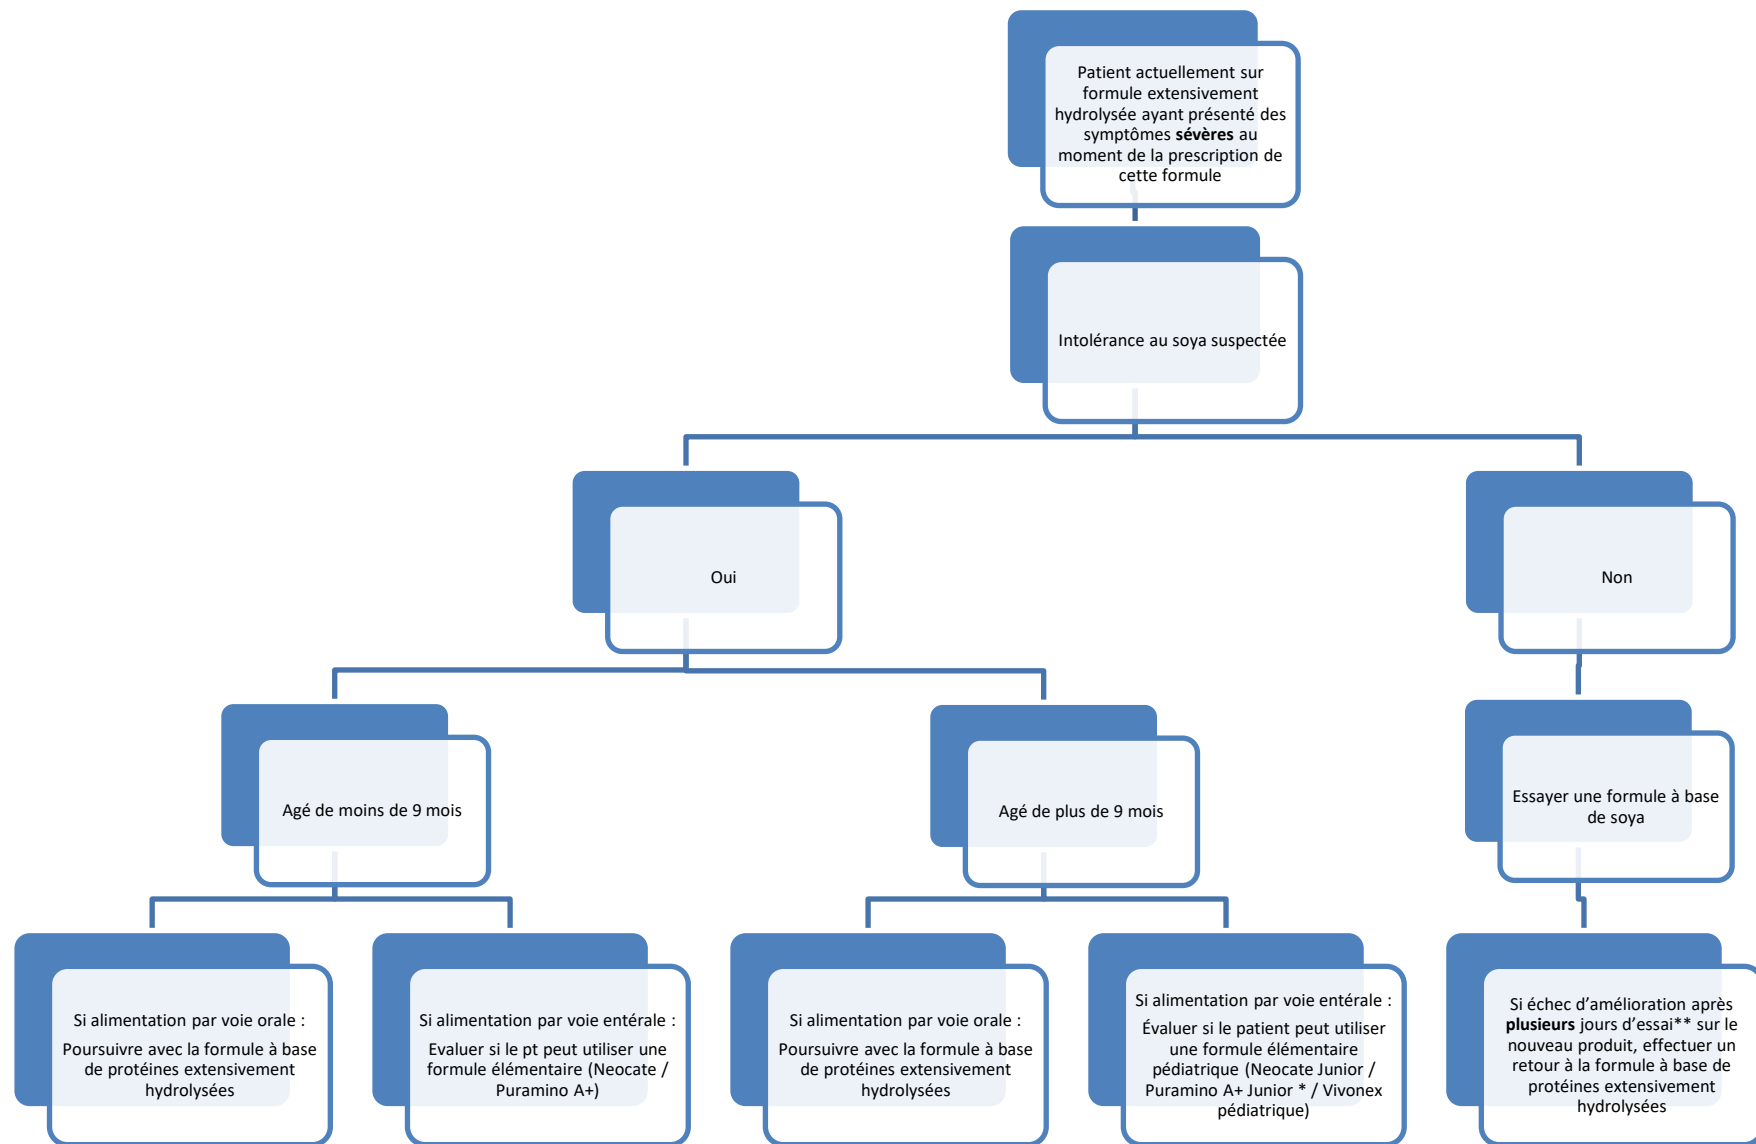 Patient actuellement sur
formule extensivement
hydrolysée ayant présenté des
symptômes sévères au
moment de la prescription de
cette formule
Intolérance au soya suspectée
Oui
Non
Agé de moins de 9 mois
Agé de plus de 9 mois
Essayer une formule à base
de soya
Si alimentation par voie orale :
Poursuivre avec la formule à base
de protéines extensivement
hydrolysées
Si alimentation par voie entérale :
Evaluer si le pt peut utiliser une
formule élémentaire (Neocate /
Puramino A+)
Si alimentation par voie orale :
Poursuivre avec la formule à base
de protéines extensivement
hydrolysées
Si alimentation par voie entérale :
Évaluer si le patient peut utiliser
une formule élémentaire
pédiatrique (Neocate Junior /
Puramino A+ Junior * / Vivonex
pédiatrique)
Si échec d’amélioration après
plusieurs jours d’essai** sur le
nouveau produit, effectuer un
retour à la formule à base de
protéines extensivement
hydrolysées